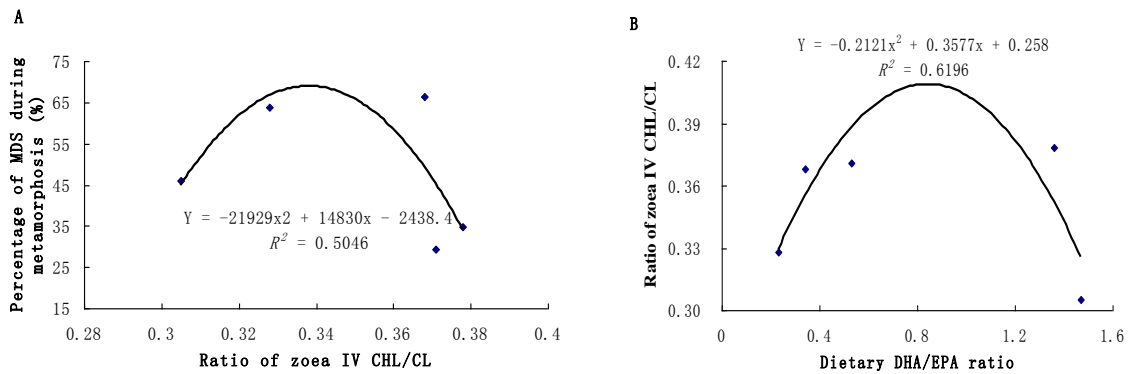 A
Percentage of MDS during
metamorphosis (%)
75
65
55
45
35
25
15
Y = -21929x2 + 14830x - 2438.4
R² = 0.5046
0.28
0.3
0.32
0.34
0.36
0.38
0.4
Ratio of zoea IV CHL/CL
B
Y = -0.2121x² + 0.3577x + 0.258
R² = 0.6196
Ratio of zoea IV CHL/CL
0.42
0.39
0.36
0.33
0.30
0
0.4
0.8
1.2
1.6
Dietary DHA/EPA ratio